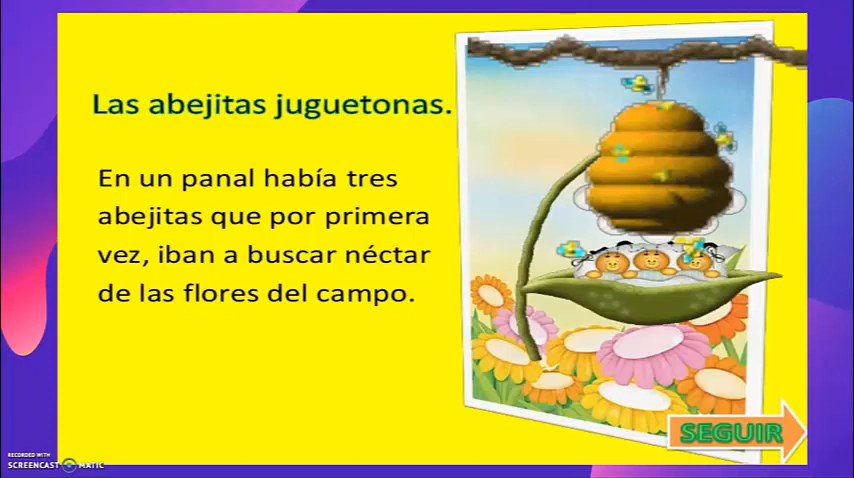 Las abejitas juguetonas.
En un panal había tres
abejitas que por primera
vez, iban a buscar néctar
de las flores del campo.
SEGUIR
RECORDED WITH
SCREENCAST MATIC